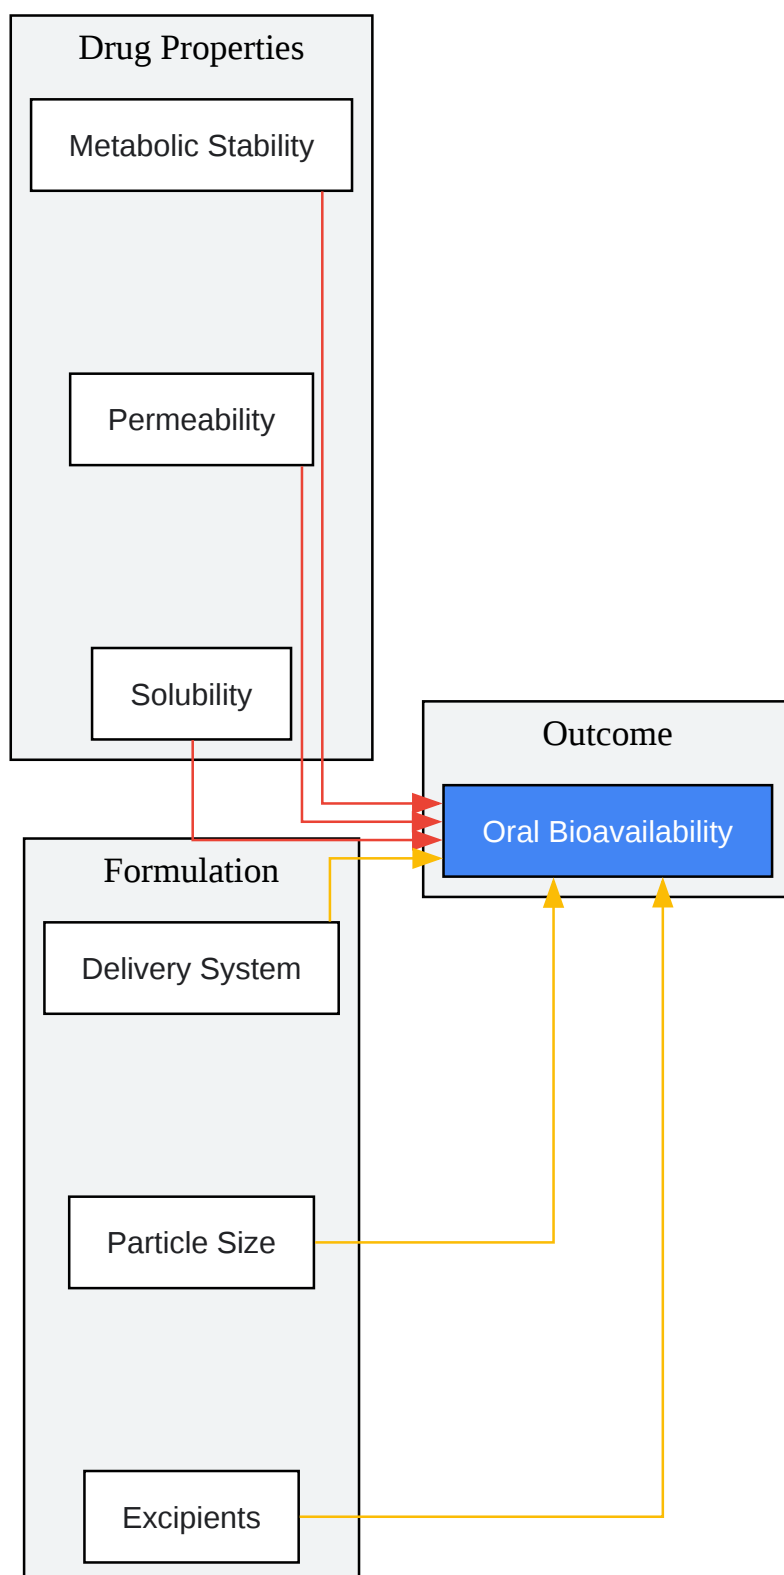 Drug Properties
Metabolic Stability
Permeability
Solubility
Outcome
Oral Bioavailability
Formulation
Delivery System
Particle Size
Excipients